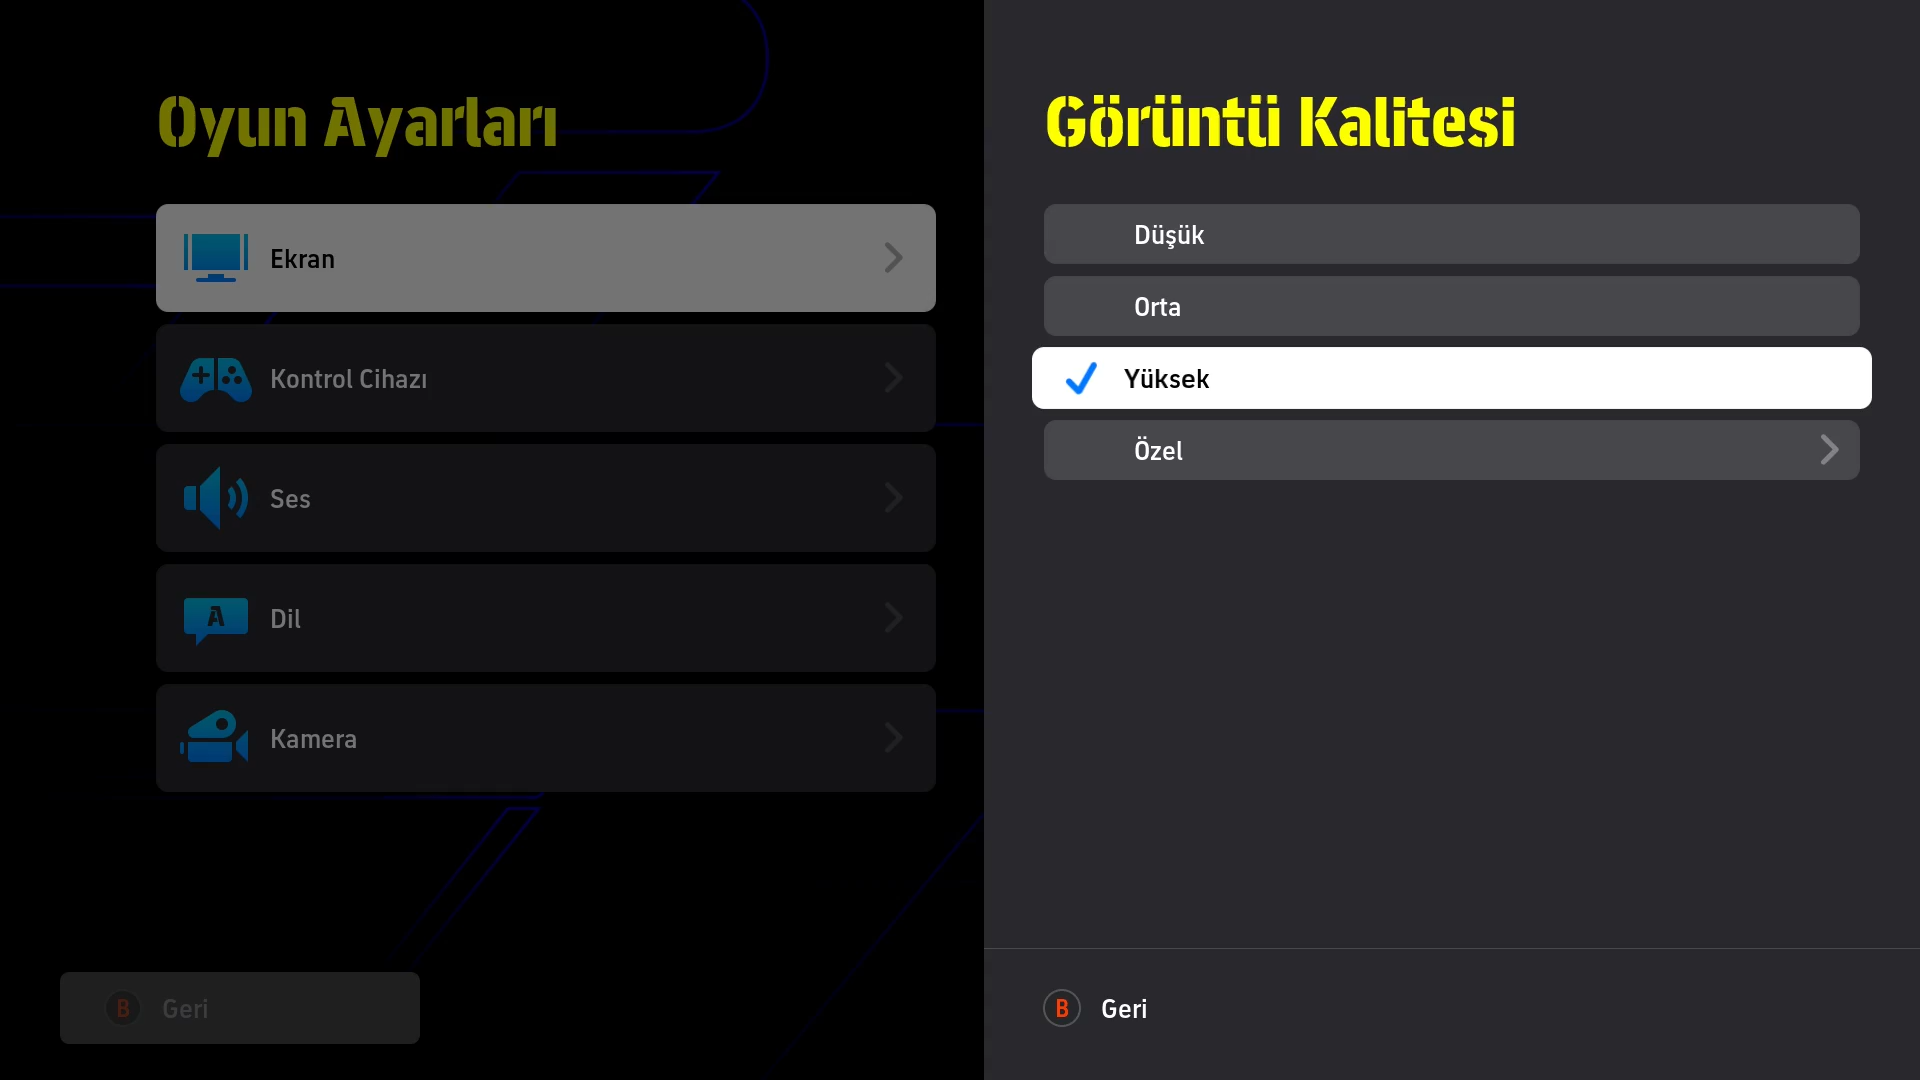 Oyun Ayarları
Ekran
Kontrol Cihazı
Ses
A
Dil
Kamera
B Geri
Görüntü Kalitesi
Düşük
Orta
Yüksek
Özel
B Geri